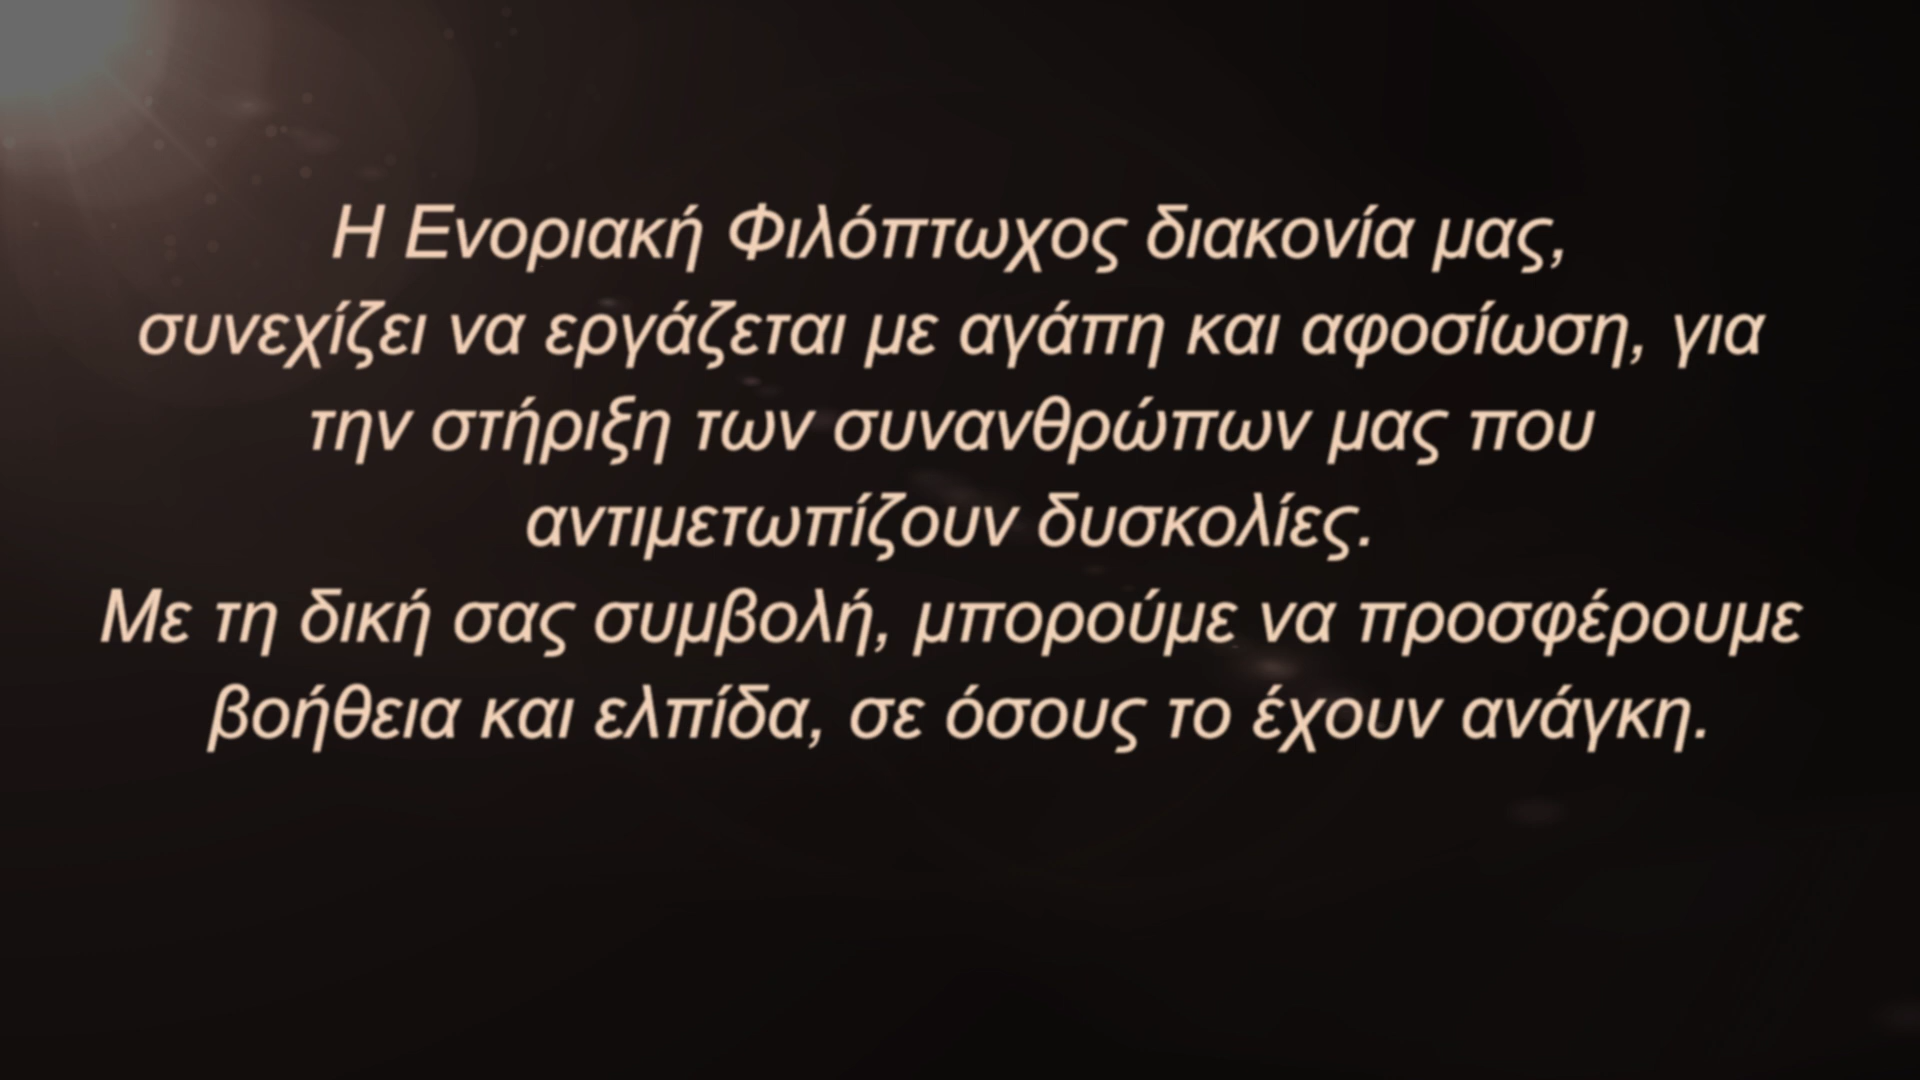 Η Ενοριακή Φιλόπτωχος διακονία μας,
συνεχίζει να εργάζεται με αγάπη και αφοσίωση, για
την στήριξη των συνανθρώπων μας που
αντιμετωπίζουν δυσκολίες.
Με τη δική σας συμβολή, μπορούμε να προσφέρουμε
βοήθεια και ελπίδα, σε όσους το έχουν ανάγκη.